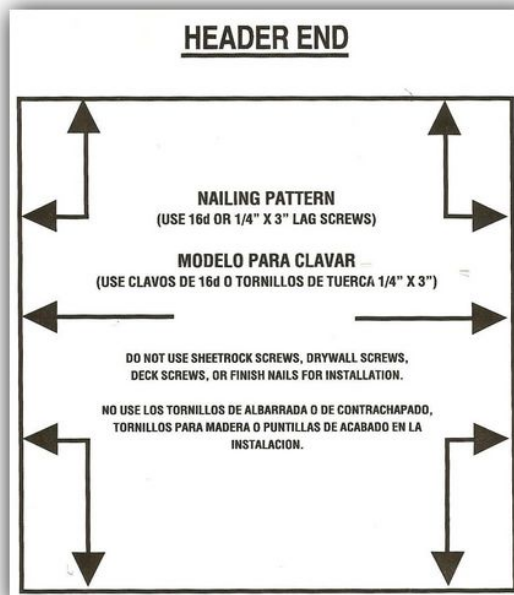 HEADER END
NAILING PATTERN
(USE 16d OR 1/4" X 3" LAG SCREWS)
MODELO PARA CLAVAR
(USE CLAVOS DE 16d O TORNILLOS DE TUERCA 1/4" X 3")
DO NOT USE SHEETROCK SCREWS, DRYWALL SCREWS,
DECK SCREWS, OR FINISH NAILS FOR INSTALLATION.
NO USE LOS TORNILLOS DE ALBARRADA O DE CONTRACHAPADO,
TORNILLOS PARA MADERA O PUNTILLAS DE ACABADO EN LA
INSTALACION.